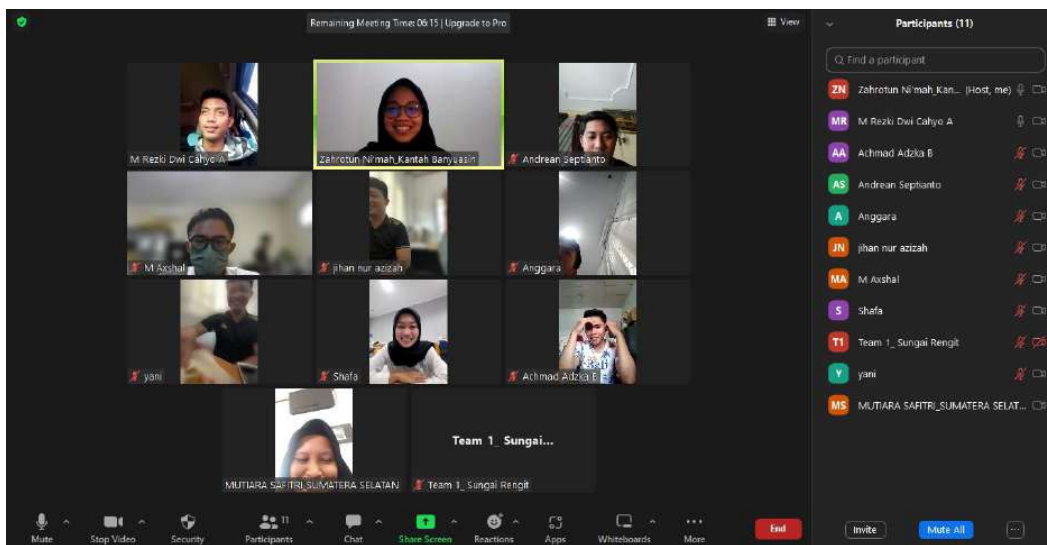 Remaining Meeting Time: 06:15 | Upgrade to Pro
View
Participants (11)
Find a participant
M Rezki Dwi Cahyo A
Zahrotun Ni'mah_Kantah Banyuasin
Andrean Septianto
M Axshal
jihan nur azizah
Anggara
yani
Shafa
Achmad Adzka B
MUTIARA SAFITRI_SUMATERA SELATAN
Team 1_ Sungai...
Team 1_ Sungai Rengit
ZN Zahrotun Ni'mah_Kan... (Host, me)
MR M Rezki Dwi Cahyo A
AA Achmad Adzka B
AS Andrean Septianto
A Anggara
JN jihan nur azizah
MA M Axshal
S Shafa
T1 Team 1_ Sungai Rengit
Y yani
MS MUTIARA SAFITRI_SUMATERA SELAT...
Mute
Stop Video
Security
11
Participants
Chat
Share Screen
Reactions
Apps
Whiteboards
More
End
Invite
Mute All